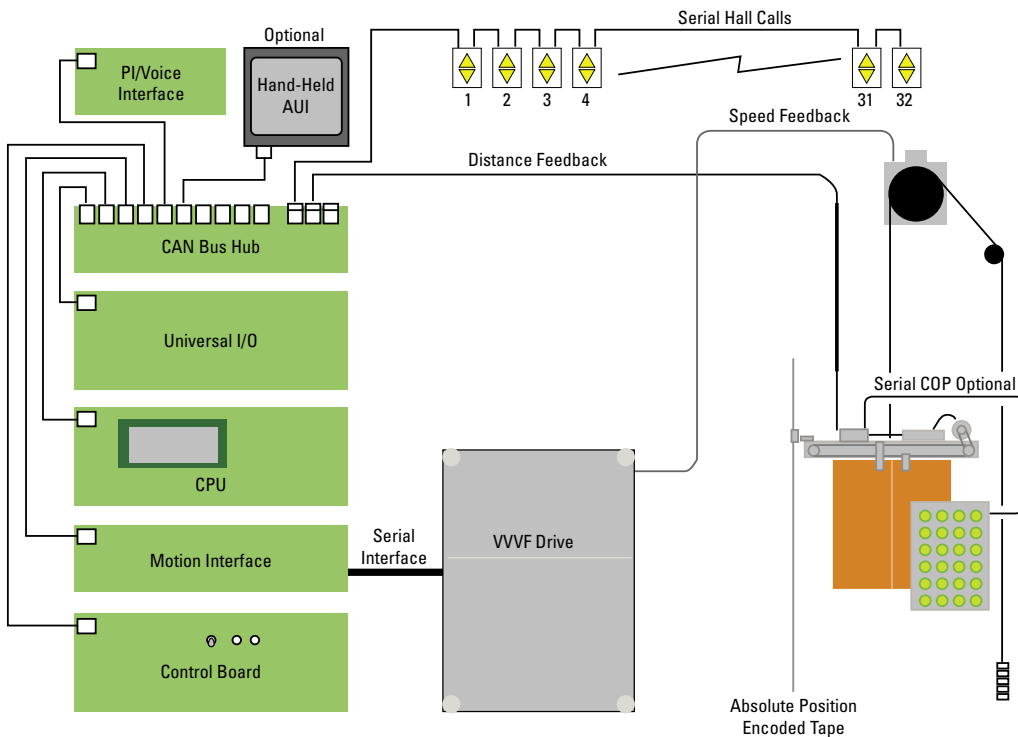 Serial Hall Calls
Optional
PI/Voice
Interface
Hand-Held
AUI
1
2
3
4
31
32
Speed Feedback
Distance Feedback
CAN Bus Hub
Universal I/O
Serial COP Optional
CPU
Serial
Interface
VVVF Drive
Motion Interface
Control Board
Absolute Position
Encoded Tape